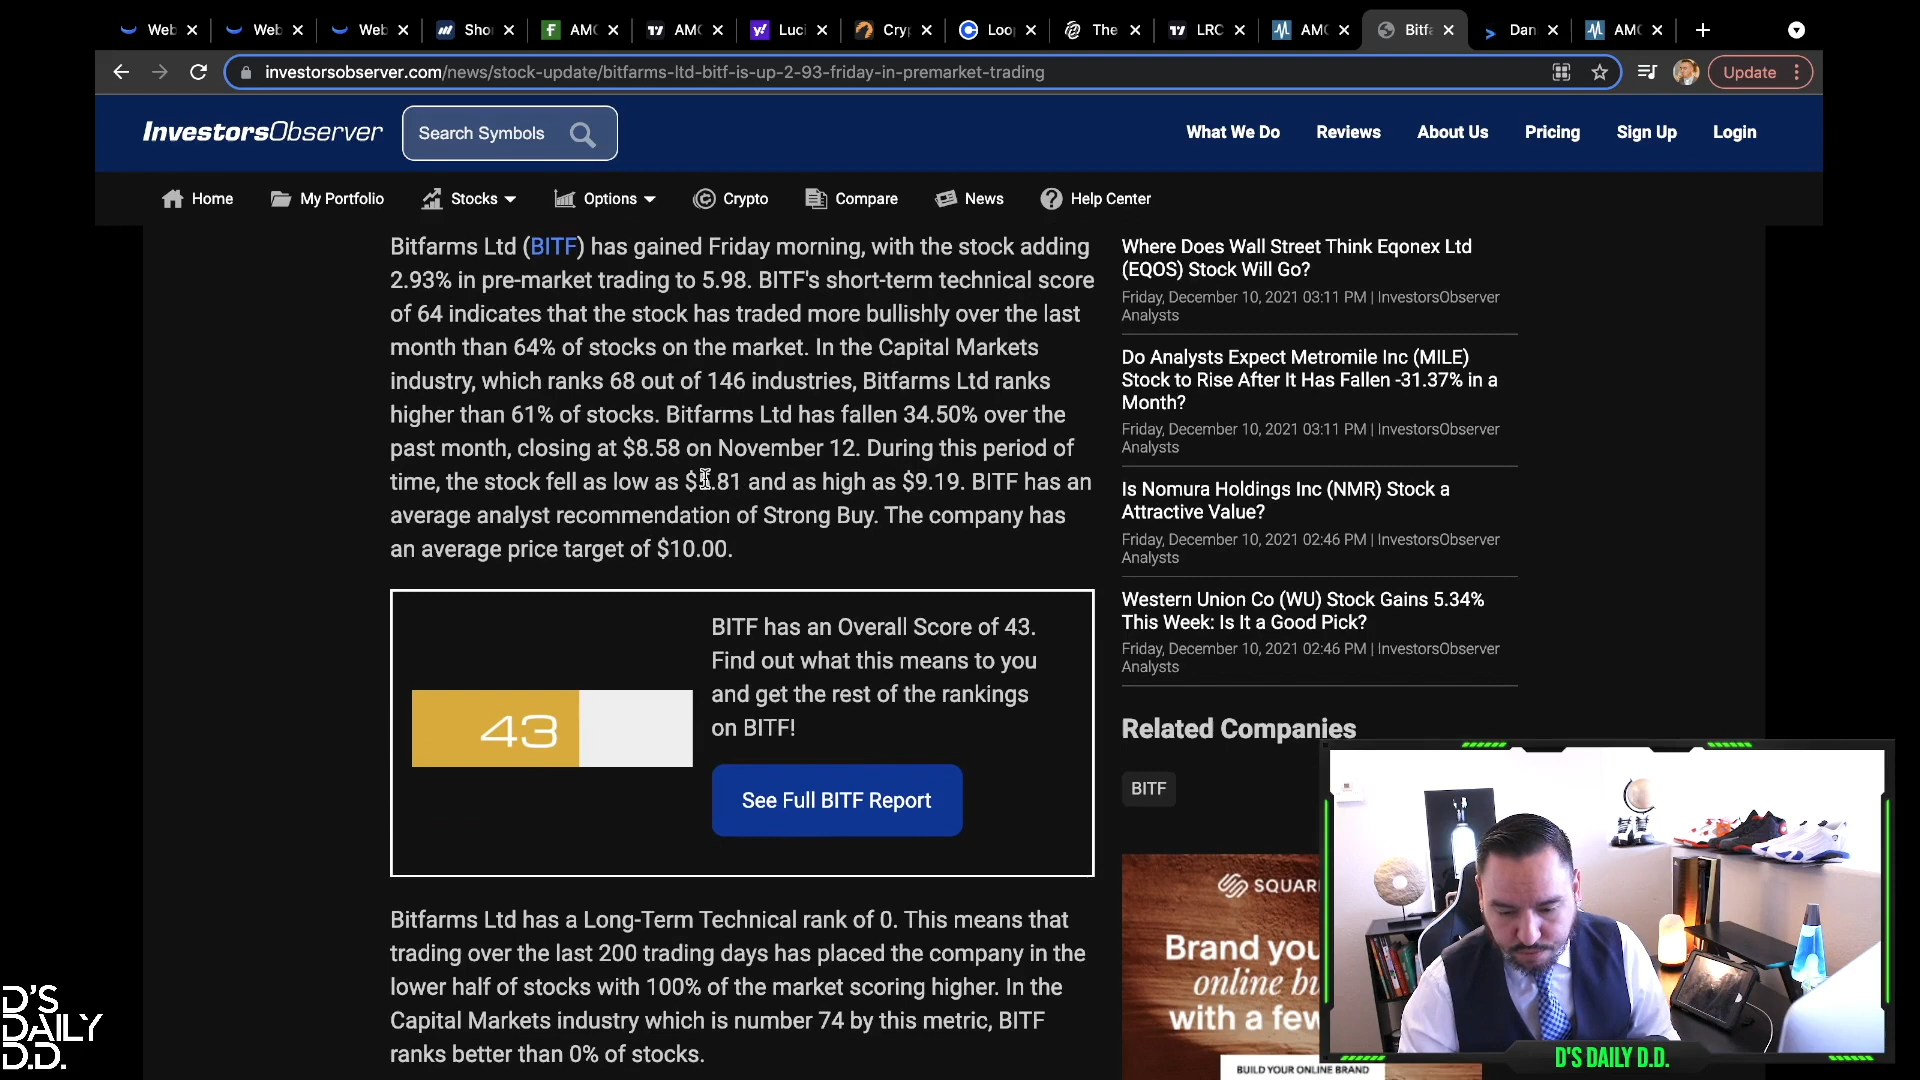 Web
Web
Web
Sho
AMC
AMC
Luci
Cryp
Loop
The
LRC
AMC
Bitfa
Dan
AMC
investorsobserver.com/news/stock-update/bitfarms-ltd-bitf-is-up-2-93-friday-in-premarket-trading
Update
InvestorsObserver
Search Symbols
What We Do
Reviews
About Us
Pricing
Sign Up
Login
Home
My Portfolio
Stocks
Options
Crypto
Compare
News
Help Center
Bitfarms Ltd (BITF) has gained Friday morning, with the stock adding
2.93% in pre-market trading to 5.98. BITF's short-term technical score
of 64 indicates that the stock has traded more bullishly over the last
month than 64% of stocks on the market. In the Capital Markets
industry, which ranks 68 out of 146 industries, Bitfarms Ltd ranks
higher than 61% of stocks. Bitfarms Ltd has fallen 34.50% over the
past month, closing at $8.58 on November 12. During this period of
time, the stock fell as low as and as high as $9.19. BITF has an
average analyst recommendation of Strong Buy. The company has
an average price target of $10.00.
43
BITF has an Overall Score of 43.
Find out what this means to you
and get the rest of the rankings
on BITF!
See Full BITF Report
Bitfarms Ltd has a Long-Term Technical rank of 0. This means that
trading over the last 200 trading days has placed the company in the
lower half of stocks with 100% of the market scoring higher. In the
Capital Markets industry which is number 74 by this metric, BITF
ranks better than 0% of stocks.
Where Does Wall Street Think Eqonex Ltd
(EQOS) Stock Will Go?
Friday, December 10, 2021 03:11 PM | InvestorsObserver
Analysts
Do Analysts Expect Metromile Inc (MILE)
Stock to Rise After It Has Fallen -31.37% in a
Month?
Friday, December 10, 2021 03:11 PM | InvestorsObserver
Analysts
Is Nomura Holdings Inc (NMR) Stock a
Attractive Value?
Friday, December 10, 2021 02:46 PM | InvestorsObserver
Analysts
Western Union Co (WU) Stock Gains 5.34%
This Week: Is It a Good Pick?
Friday, December 10, 2021 02:46 PM | InvestorsObserver
Analysts
Related Companies
BITF
SQUAR
Brand you
online bu
with a few
BUILD YOUR ONLINE BRAND
D'S
DAILY
D.D.
D'S DAILY D.D.